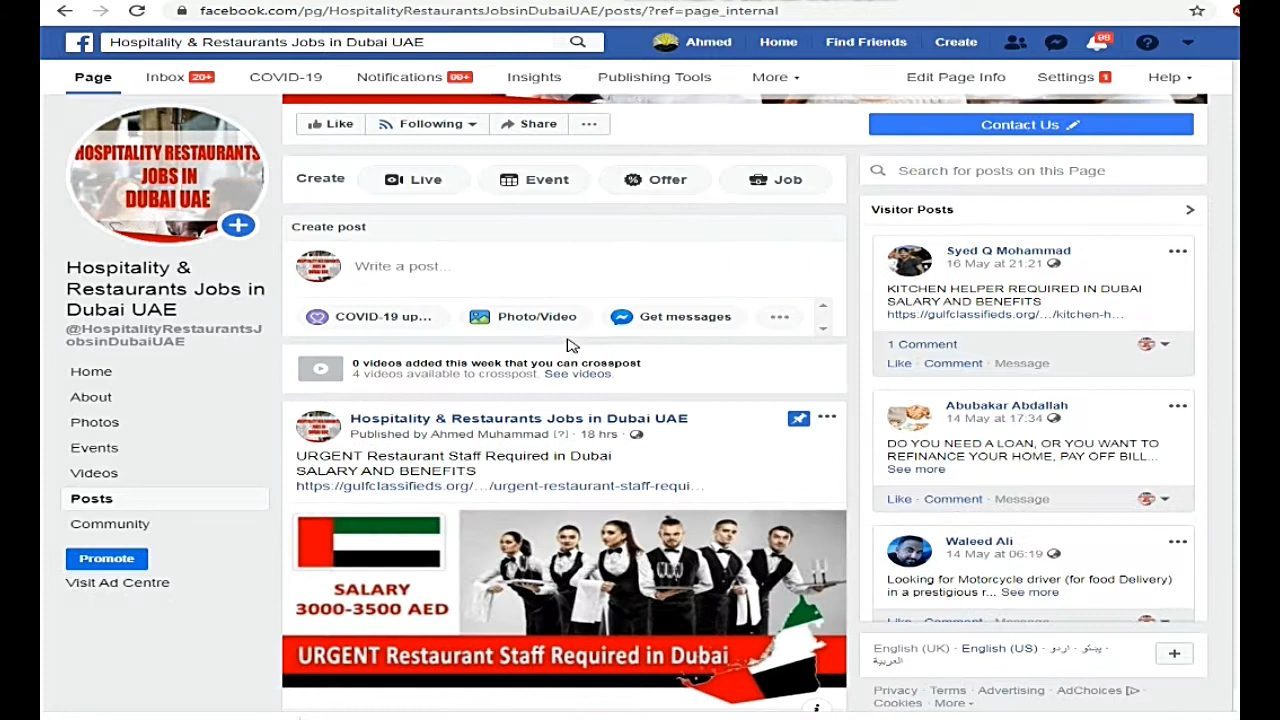 facebook.com/pg/HospitalityRestaurantsJobsinDubaiUAE/posts/?ref=page_internal
Hospitality & Restaurants Jobs in Dubai UAE
Ahmed
Home
Find Friends
Create
98
Page
Inbox 20+
COVID-19
Notifications 99+
Insights
Publishing Tools
More
Edit Page Info
Settings 1
Help
HOSPITALITY RESTAURANTS
JOBS IN
DUBAI UAE
Hospitality &
Restaurants Jobs in
Dubai UAE
@HospitalityRestaurantsJ
obsinDubaiUAE
Home
About
Photos
Events
Videos
Posts
Community
Promote
Visit Ad Centre
Like
Following
Share
...
Contact Us
Create
Live
Event
Offer
Job
Create post
Write a post...
COVID-19 up...
Photo/Video
Get messages
...
0 videos added this week that you can crosspost
4 videos available to crosspost. See videos.
Hospitality & Restaurants Jobs in Dubai UAE
Published by Ahmed Muhammad [?] · 18 hrs ·
URGENT Restaurant Staff Required in Dubai
SALARY AND BENEFITS
https://gulfclassifieds.org/.../urgent-restaurant-staff-requi...
SALARY
3000-3500 AED
URGENT Restaurant Staff Required in Dubai
Search for posts on this Page
Visitor Posts
Syed Q Mohammad
16 May at 21:21
KITCHEN HELPER REQUIRED IN DUBAI
SALARY AND BENEFITS
https://gulfclassifieds.org/.../kitchen-h...
1 Comment
Like · Comment · Message
Abubakar Abdallah
14 May at 17:34
DO YOU NEED A LOAN, OR YOU WANT TO
REFINANCE YOUR HOME, PAY OFF BILL...
See more
Like · Comment · Message
Waleed Ali
14 May at 06:19
Looking for Motorcycle driver (for food Delivery)
in a prestigious r... See more
Like · Comment · Message
English (UK) · English (US) · اردو · پښتو ·
العربية
Privacy · Terms · Advertising · AdChoices ·
Cookies · More